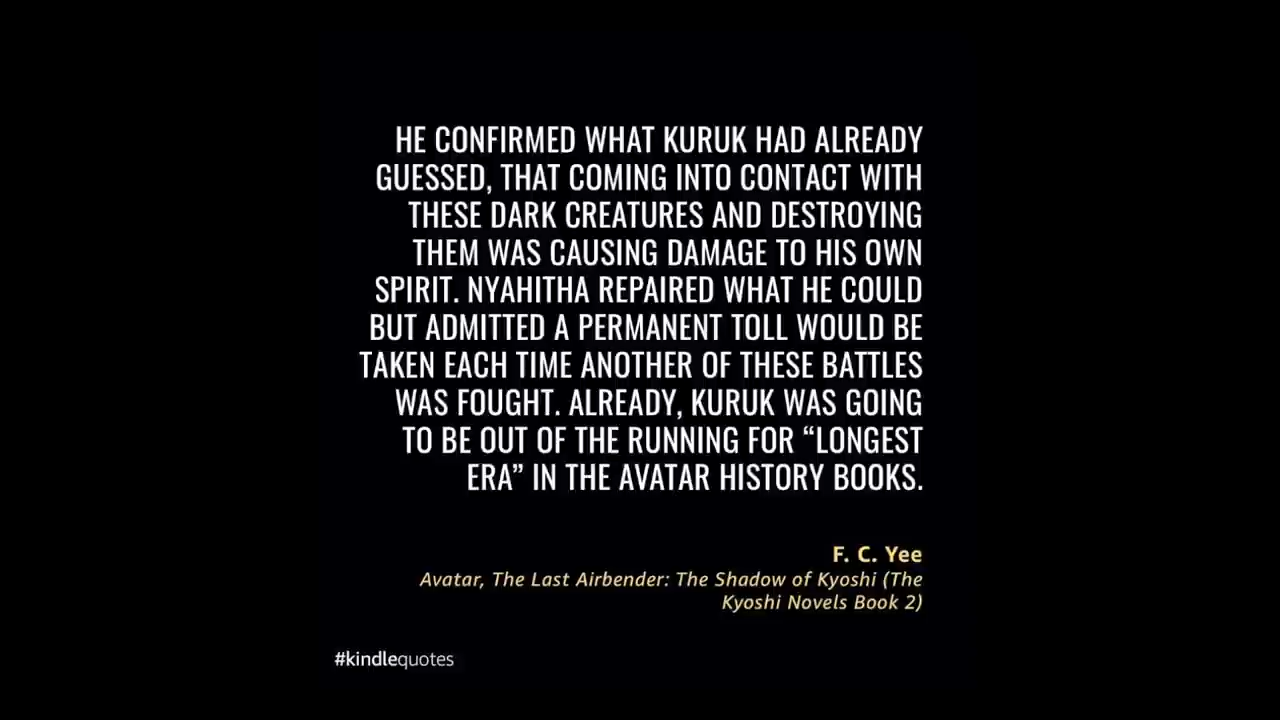 HE CONFIRMED WHAT KURUK HAD ALREADY
GUESSED, THAT COMING INTO CONTACT WITH
THESE DARK CREATURES AND DESTROYING
THEM WAS CAUSING DAMAGE TO HIS OWN
SPIRIT. NYAHITHA REPAIRED WHAT HE COULD
BUT ADMITTED A PERMANENT TOLL WOULD BE
TAKEN EACH TIME ANOTHER OF THESE BATTLES
WAS FOUGHT. ALREADY, KURUK WAS GOING
TO BE OUT OF THE RUNNING FOR “LONGEST
ERA” IN THE AVATAR HISTORY BOOKS.
F. C. Yee
Avatar, The Last Airbender: The Shadow of Kyoshi (The
Kyoshi Novels Book 2)
#kindlequotes